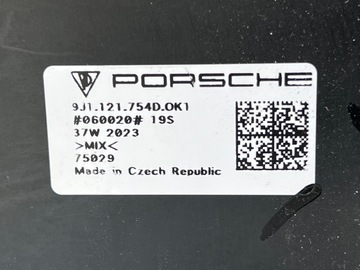 PORSCHE
9J1.121.754D.OK1
#060020# 19S
37W 2023
>MIX<
75029
Made in Czech Republic